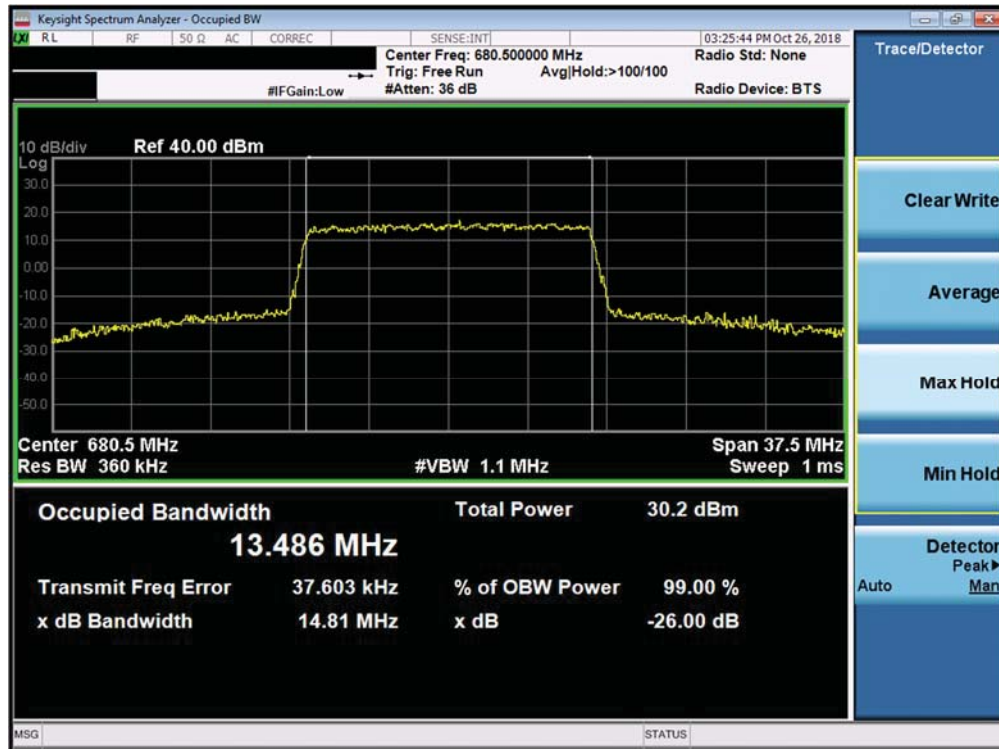 Keysight Spectrum Analyzer - Occupied BW
LXI RL RF 50 Ω AC CORREC SENSE:INT 03:25:44 PM Oct 26, 2018
Center Freq: 680.500000 MHz Radio Std: None
Trig: Free Run Avg|Hold:>100/100
#IFGain:Low #Atten: 36 dB Radio Device: BTS
10 dB/div Ref 40.00 dBm
Log
30.0
20.0
10.0
0.00
-10.0
-20.0
-30.0
-40.0
-50.0
Center 680.5 MHz Span 37.5 MHz
Res BW 360 kHz #VBW 1.1 MHz Sweep 1 ms
Occupied Bandwidth Total Power 30.2 dBm
13.486 MHz
Transmit Freq Error 37.603 kHz % of OBW Power 99.00 %
x dB Bandwidth 14.81 MHz x dB -26.00 dB
MSG STATUS
Trace/Detector
Clear Write
Average
Max Hold
Min Hold
Detector
Peak▶
Auto Man